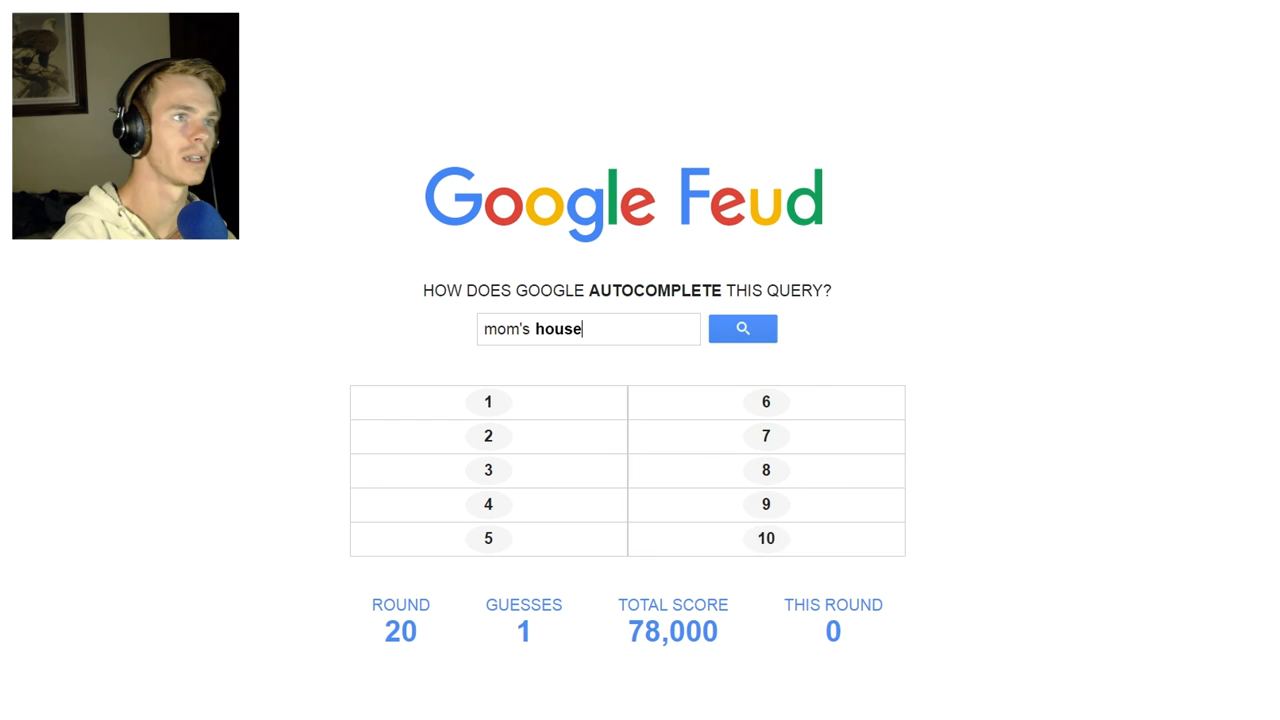 Google Feud
HOW DOES GOOGLE AUTOCOMPLETE THIS QUERY?
mom's house
1 6
2 7
3 8
4 9
5 10
ROUND GUESSES TOTAL SCORE THIS ROUND
20 1 78,000 0